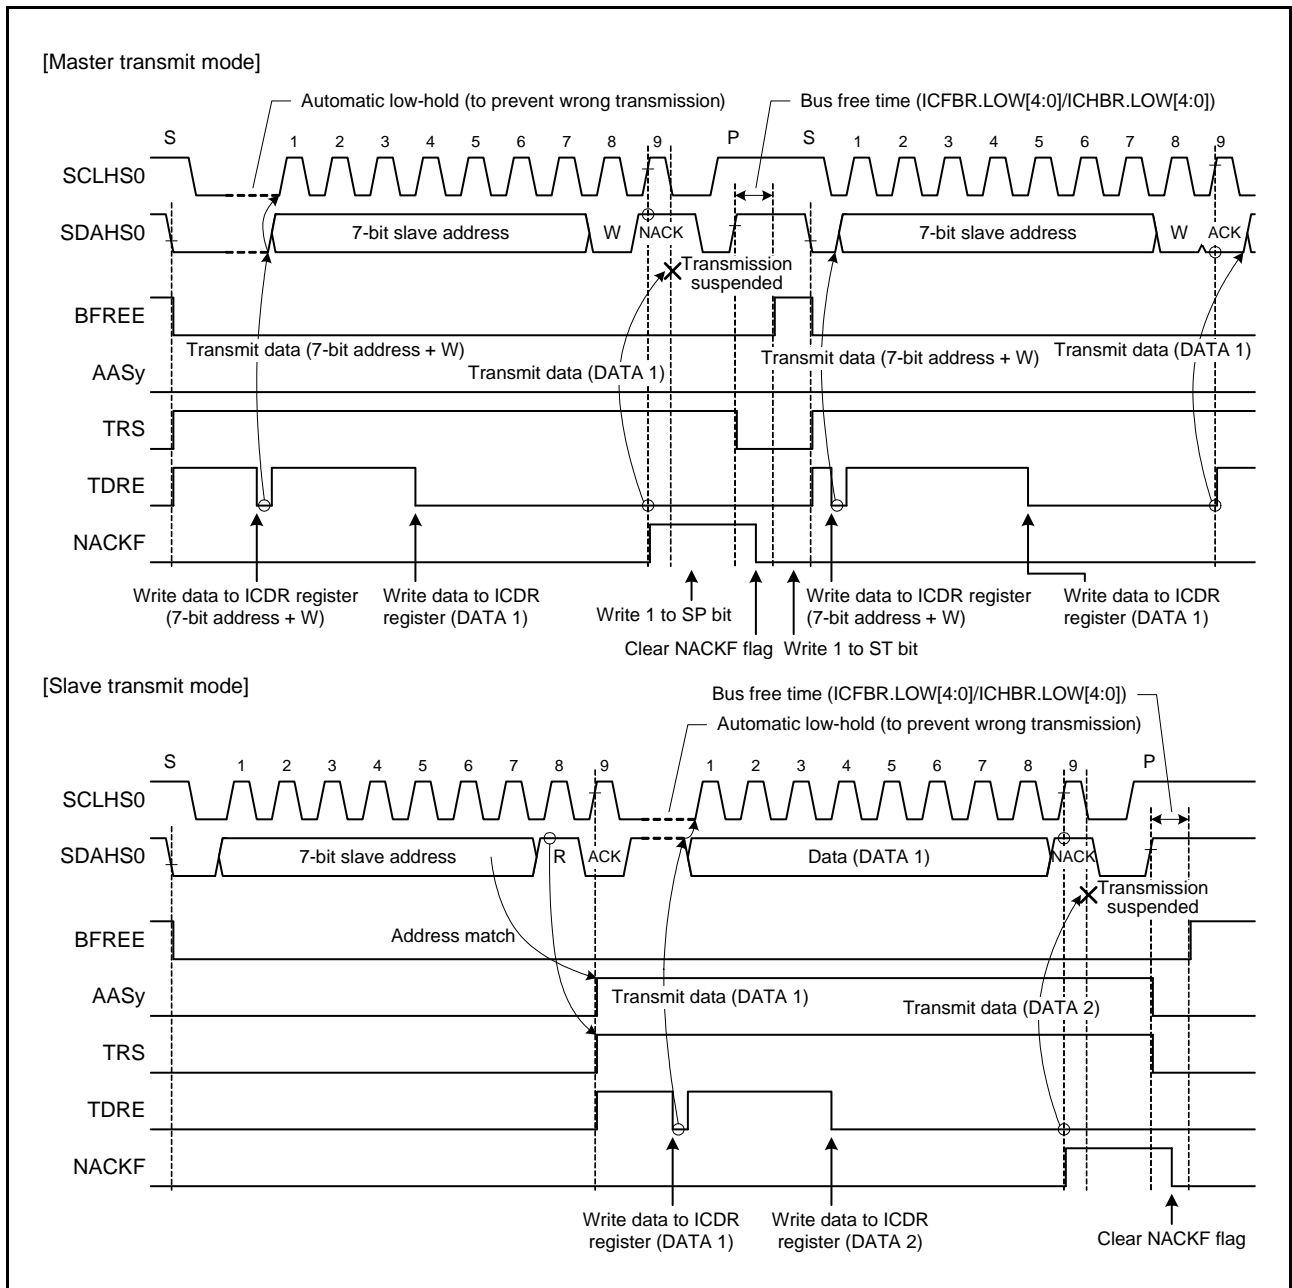 [Master transmit mode]
Automatic low-hold (to prevent wrong transmission)
Bus free time (ICFBR.LOW[4:0]/ICHBR.LOW[4:0])
S 1 2 3 4 5 6 7 8 9 P S 1 2 3 4 5 6 7 8 9
SCLHS0
SDAHS0 7-bit slave address W NACK 7-bit slave address W ACK
Transmission
suspended
BFREE
Transmit data (7-bit address + W)
Transmit data (DATA 1)
Transmit data (7-bit address + W)
Transmit data (DATA 1)
AASy
TRS
TDRE
NACKF
Write data to ICDR register
(7-bit address + W)
Write data to ICDR
register (DATA 1)
Write 1 to SP bit
Clear NACKF flag
Write 1 to ST bit
Write data to ICDR register
(7-bit address + W)
Write data to ICDR
register (DATA 1)
[Slave transmit mode]
Bus free time (ICFBR.LOW[4:0]/ICHBR.LOW[4:0])
Automatic low-hold (to prevent wrong transmission)
S 1 2 3 4 5 6 7 8 9 1 2 3 4 5 6 7 8 9 P
SCLHS0
SDAHS0 7-bit slave address R ACK Data (DATA 1) NACK
Transmission
suspended
BFREE
Address match
AASy
Transmit data (DATA 1)
Transmit data (DATA 2)
TRS
TDRE
NACKF
Write data to ICDR
register (DATA 1)
Write data to ICDR
register (DATA 2)
Clear NACKF flag